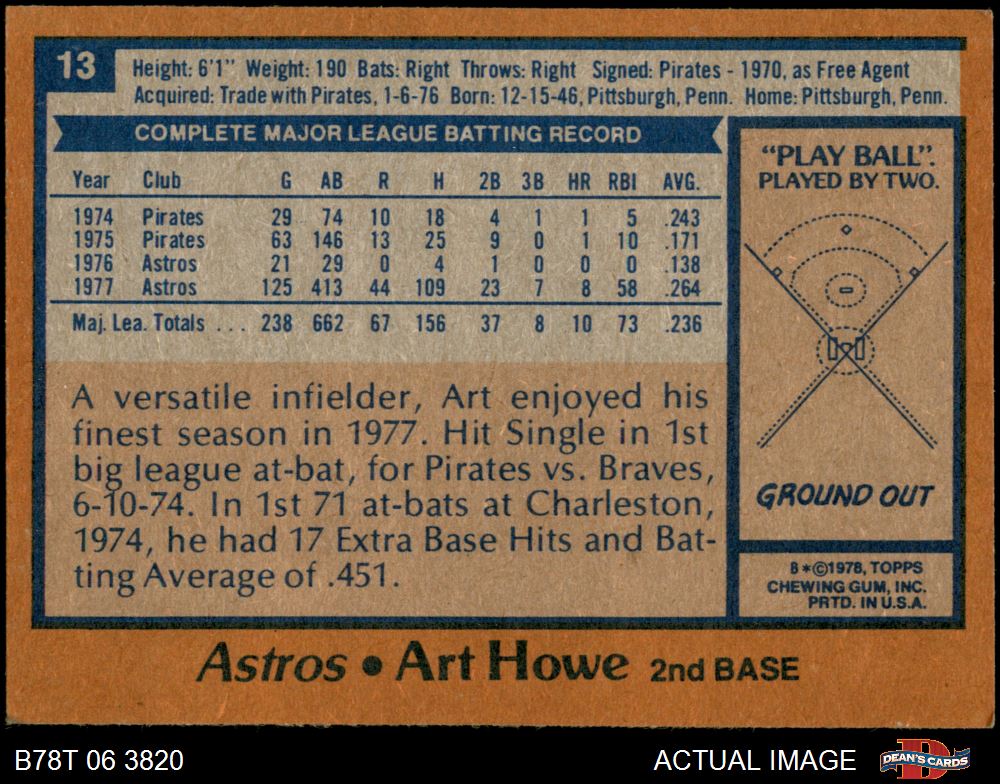 13
Height: 6'1" Weight: 190 Bats: Right Throws: Right Signed: Pirates - 1970, as Free Agent
Acquired: Trade with Pirates, 1-6-76 Born: 12-15-46, Pittsburgh, Penn. Home: Pittsburgh, Penn.
COMPLETE MAJOR LEAGUE BATTING RECORD
Year Club G AB R H 2B 3B HR RBI AVG.
1974 Pirates 29 74 10 18 4 1 1 5 .243
1975 Pirates 63 146 13 25 9 0 1 10 .171
1976 Astros 21 29 0 4 1 0 0 0 .138
1977 Astros 125 413 44 109 23 7 8 58 .264
Maj. Lea. Totals . . . 238 662 67 156 37 8 10 73 .236
A versatile infielder, Art enjoyed his
finest season in 1977. Hit Single in 1st
big league at-bat, for Pirates vs. Braves,
6-10-74. In 1st 71 at-bats at Charleston,
1974, he had 17 Extra Base Hits and Bat-
ting Average of .451.
"PLAY BALL".
PLAYED BY TWO.
GROUND OUT
B*©1978, TOPPS
CHEWING GUM, INC.
PRTD. IN U.S.A.
Astros • Art Howe 2nd BASE
B78T 06 3820
ACTUAL IMAGE
D
DEAN'S CARDS